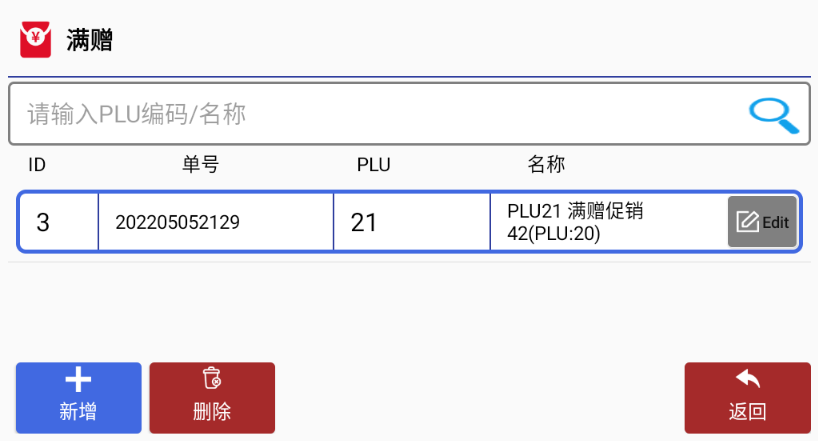 满赠
请输入PLU编码/名称
ID 单号 PLU 名称
3 202205052129 21 PLU21 满赠促销
42(PLU:20)
Edit
新增 删除 返回